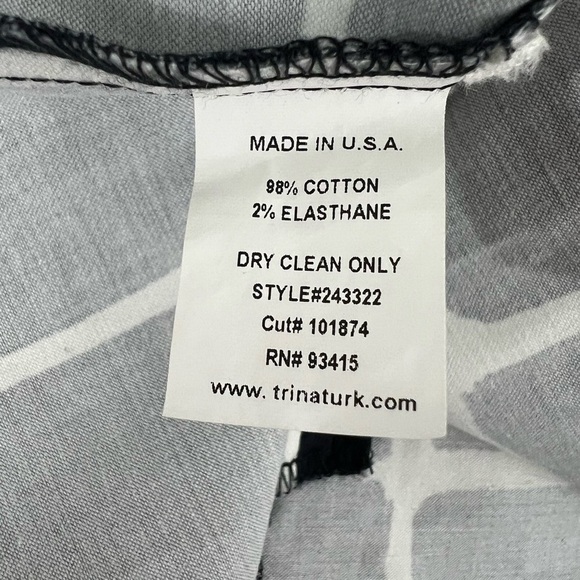 MADE IN U.S.A.
98% COTTON
2% ELASTHANE
DRY CLEAN ONLY
STYLE#243322
Cut# 101874
RN# 93415
www. trinaturk.com